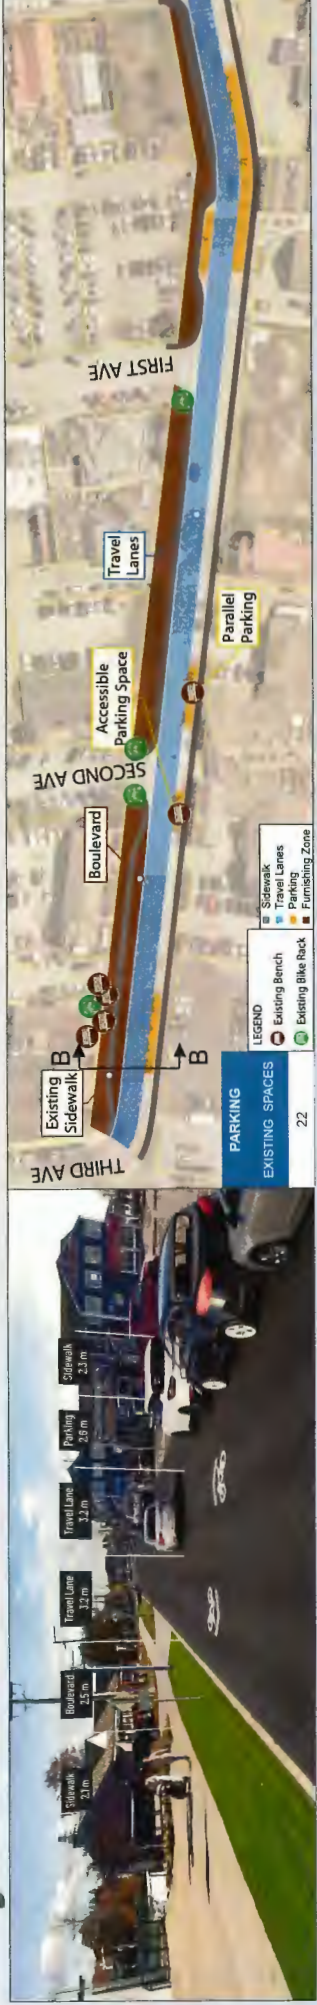 Sidewalk
2.1 m
Boulevard
2.5 m
Travel Lane
3.2 m
Travel Lane
3.2 m
Parking
2.6 m
Sidewalk
2.3 m
THIRD AVE
Existing
Sidewalk
B
B
Boulevard
SECOND AVE
Accessible
Parking Space
Travel
Lanes
Parallel
Parking
FIRST AVE
PARKING
EXISTING SPACES
22
LEGEND
Existing Bench
Existing Bike Rack
Sidewalk
Travel Lanes
Parking
Furnishing Zone